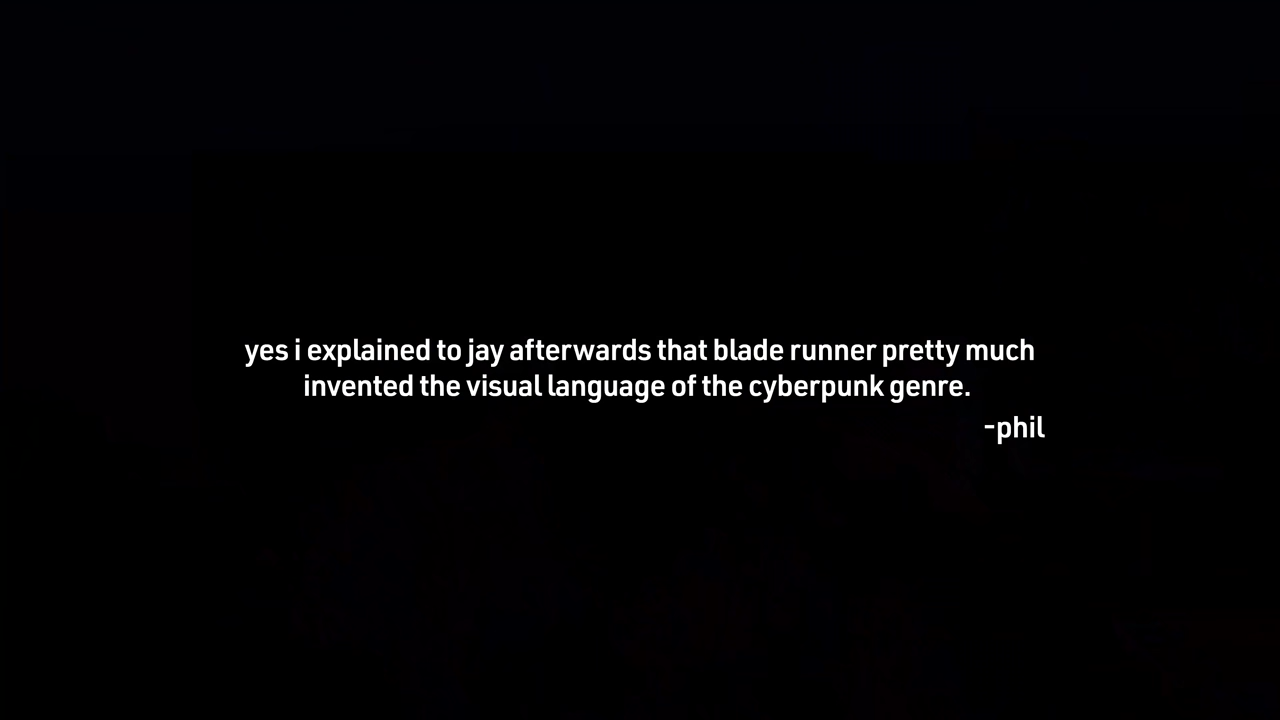 yes i explained to jay afterwards that blade runner pretty much
invented the visual language of the cyberpunk genre.
-phil